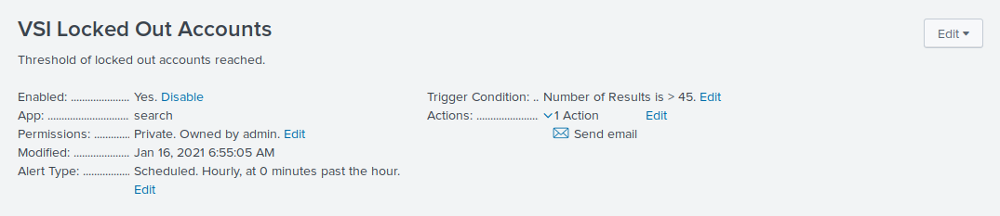 VSI Locked Out Accounts
Edit
Threshold of locked out accounts reached.
Enabled: ..................... Yes. Disable
App: ............................. search
Permissions: ............. Private. Owned by admin. Edit
Modified: .................... Jan 16, 2021 6:55:05 AM
Alert Type: ................. Scheduled. Hourly, at 0 minutes past the hour.
Edit
Trigger Condition: .. Number of Results is > 45. Edit
Actions: ...................... 1 Action Edit
Send email